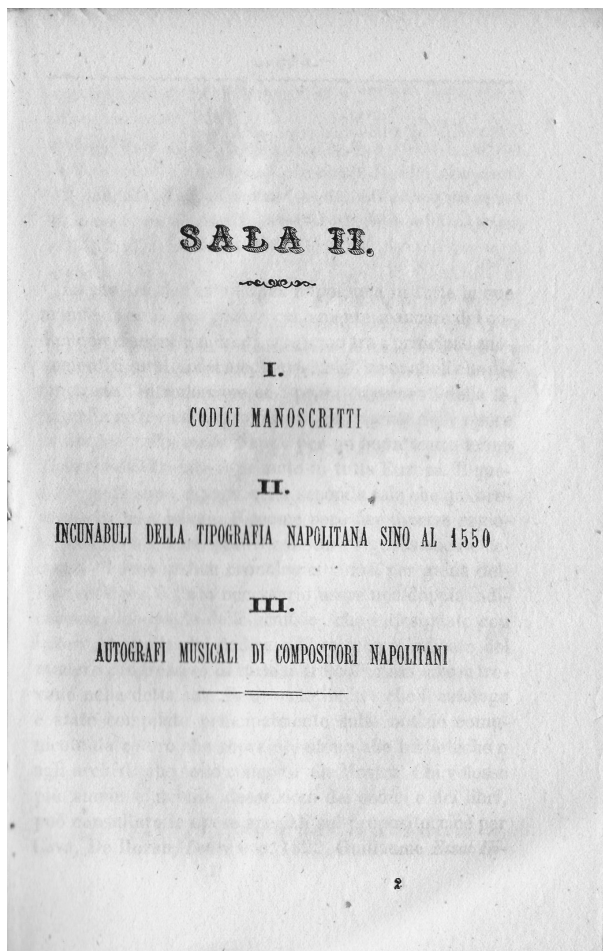 SALA II.
I.
CODICI MANOSCRITTI
II.
INCUNABULI DELLA TIPOGRAFIA NAPOLITANA SINO AL 1550
III.
AUTOGRAFI MUSICALI DI COMPOSITORI NAPOLITANI
2